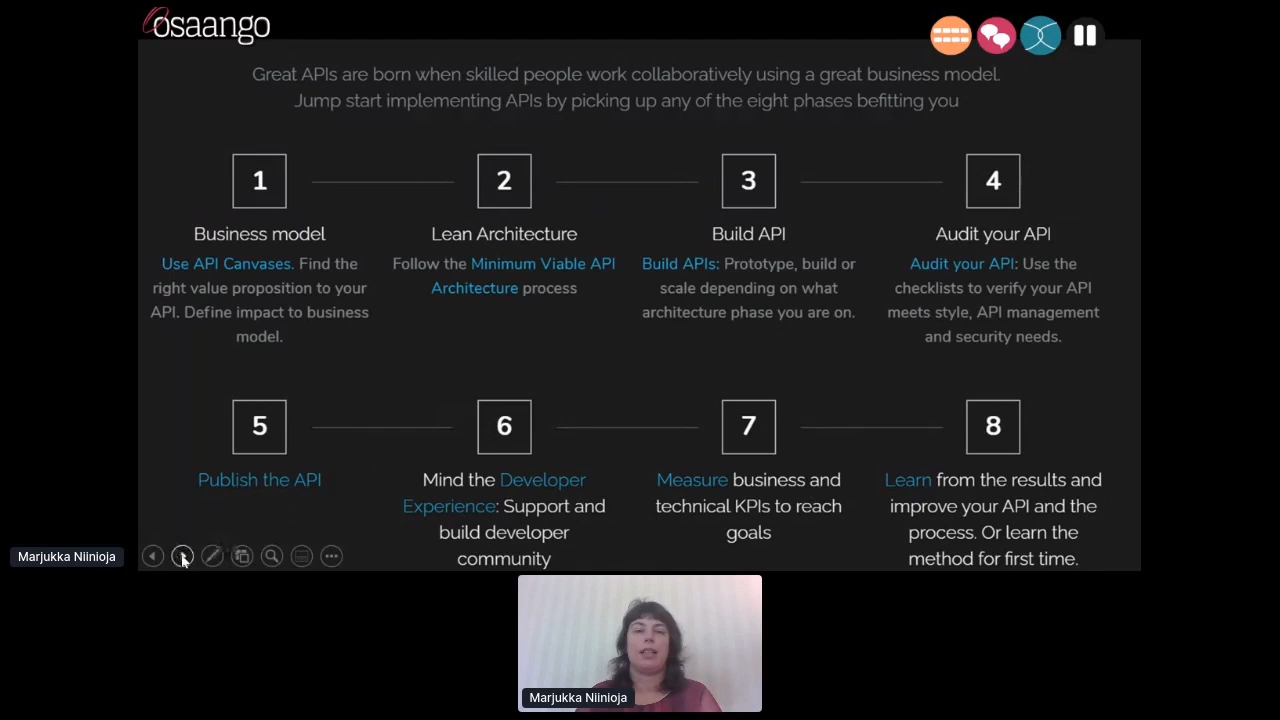 osaango
Great APIs are born when skilled people work collaboratively using a great business model.
Jump start implementing APIs by picking up any of the eight phases befitting you
1
Business model
Use API Canvases. Find the
right value proposition to your
API. Define impact to business
model.
2
Lean Architecture
Follow the Minimum Viable API
Architecture process
3
Build API
Build APIs: Prototype, build or
scale depending on what
architecture phase you are on.
4
Audit your API
Audit your API: Use the
checklists to verify your API
meets style, API management
and security needs.
5
Publish the API
6
Mind the Developer
Experience: Support and
build developer
community
7
Measure business and
technical KPIs to reach
goals
8
Learn from the results and
improve your API and the
process. Or learn the
method for first time.
Marjukka Niinioja
Marjukka Niinioja